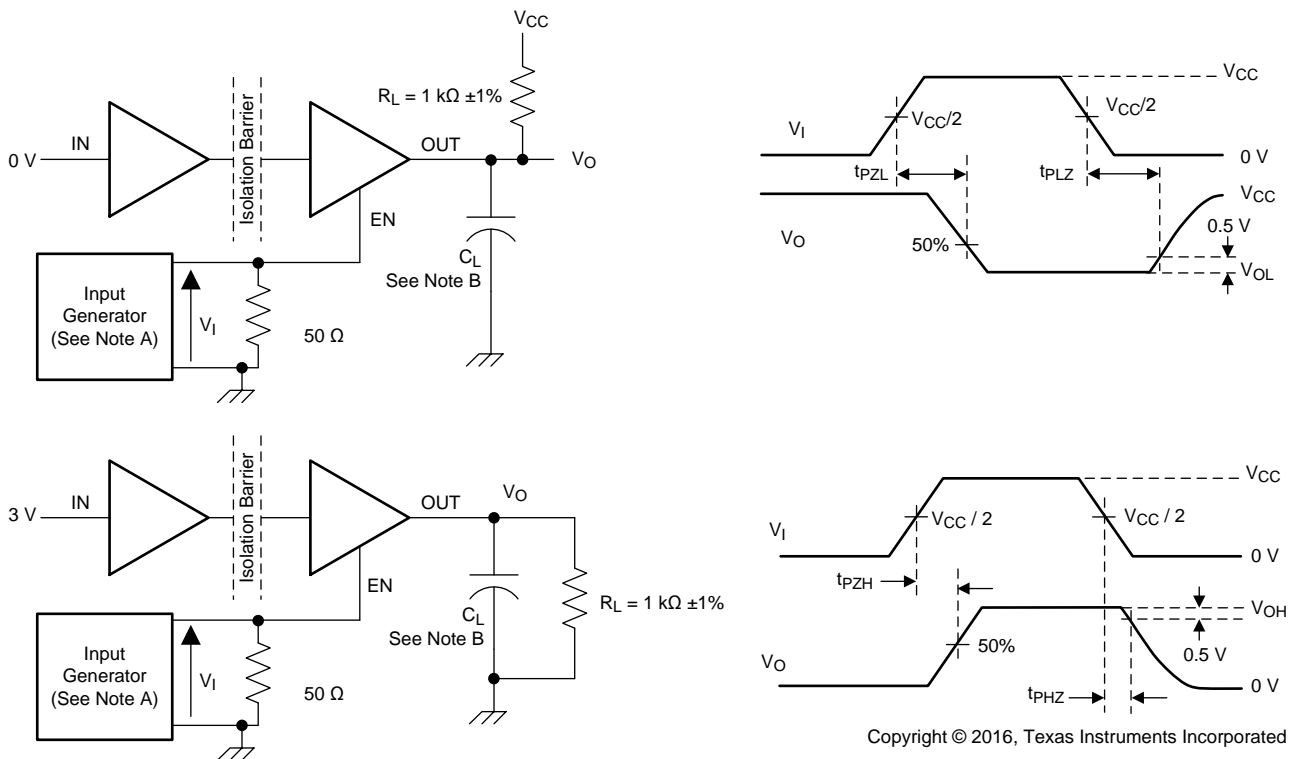 VCC
RL = 1 kΩ ±1%
IN
0 V
Isolation Barrier
OUT
VO
EN
CL
See Note B
Input
Generator
(See Note A)
VI
50 Ω
VCC
VCC/2
VCC/2
VI
0 V
tPZL
tPLZ
VCC
0.5 V
VO
50%
VOL
3 V
IN
Isolation Barrier
OUT
VO
EN
CL
See Note B
RL = 1 kΩ ±1%
Input
Generator
(See Note A)
VI
50 Ω
VCC
VI
VCC / 2
VCC / 2
0 V
tPZH
VOH
50%
0.5 V
VO
tPHZ
0 V
Copyright © 2016, Texas Instruments Incorporated